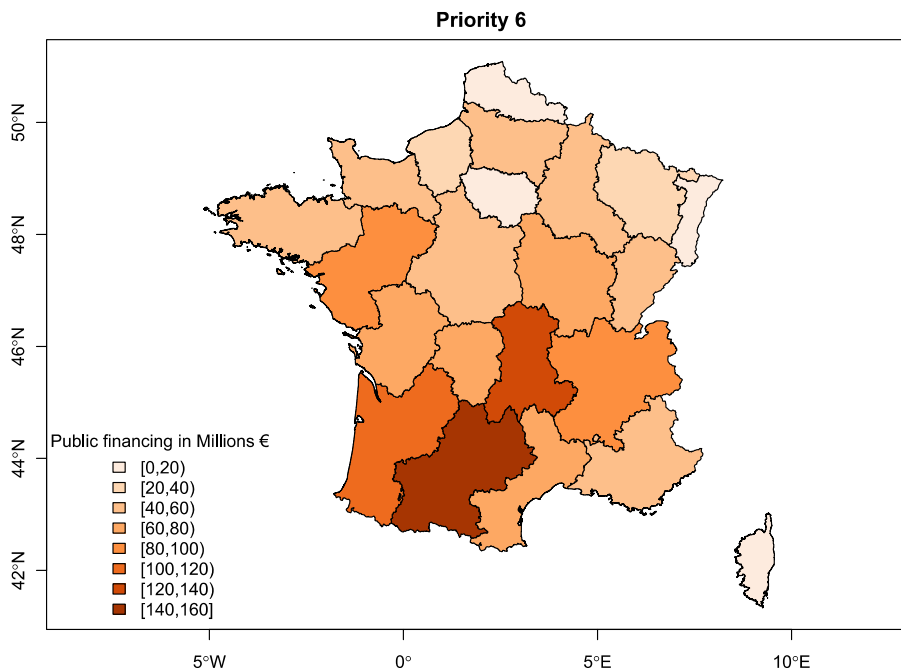 Priority 6
50°N
48°N
46°N
44°N
42°N
Public financing in Millions €
[0,20)
[20,40)
[40,60)
[60,80)
[80,100)
[100,120)
[120,140)
[140,160]
5°W
0°
5°E
10°E